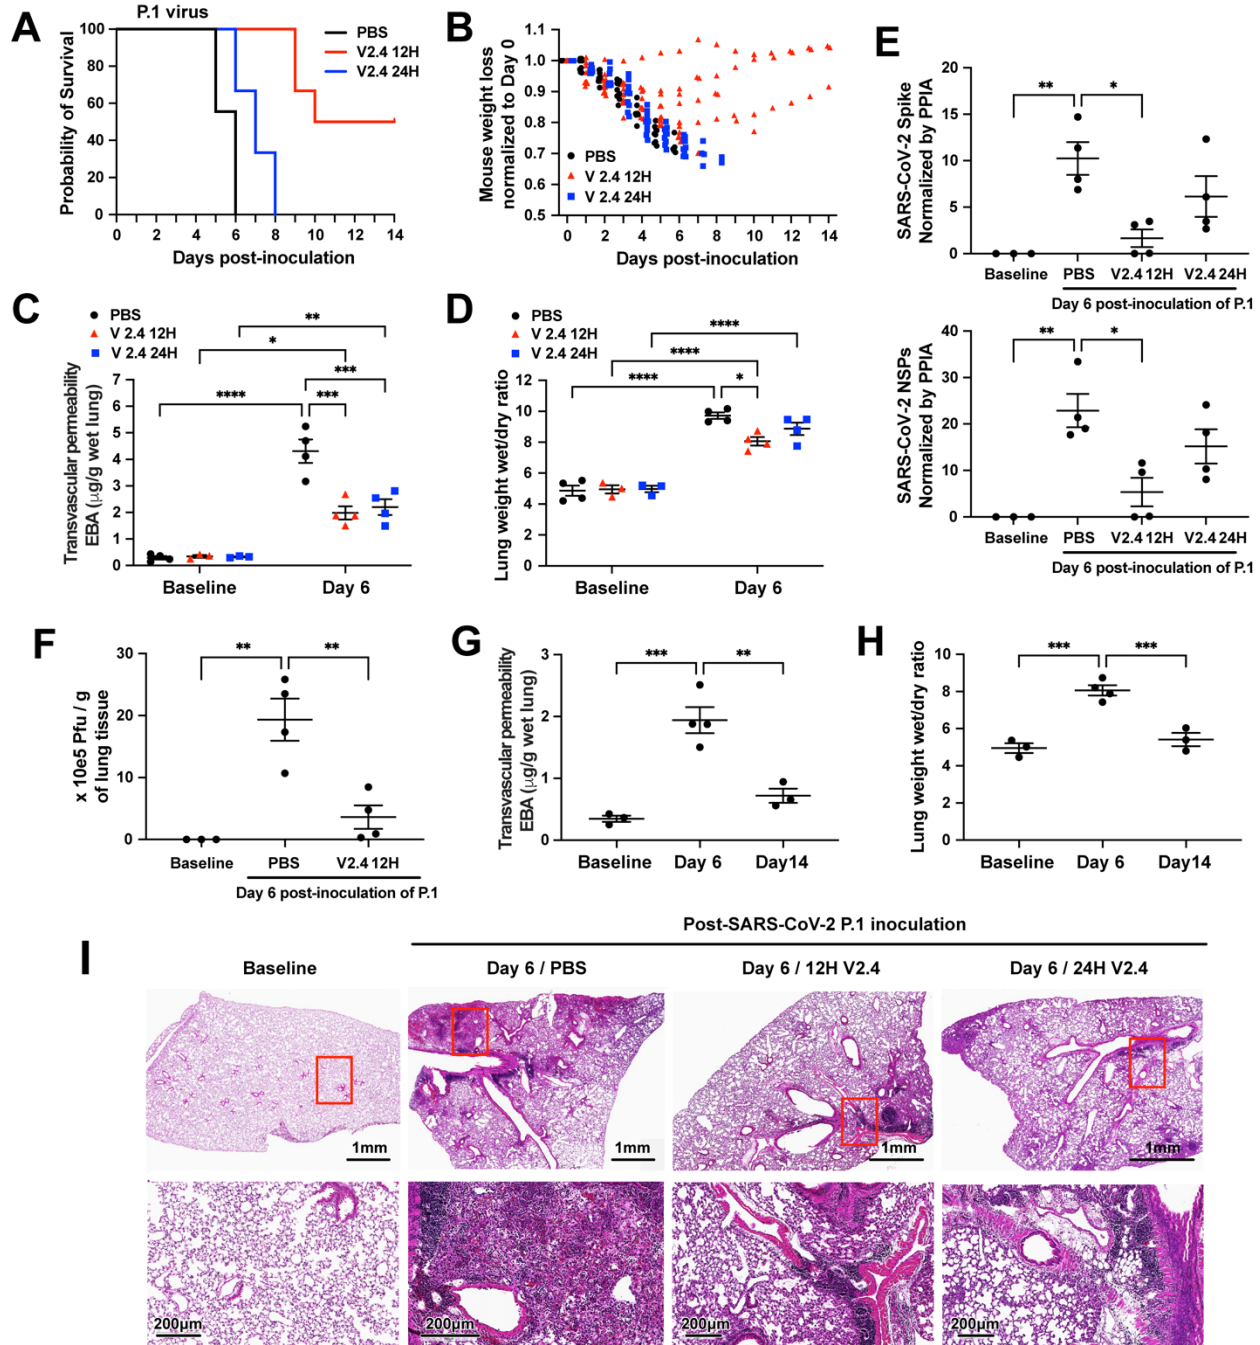 A
P.1 virus
PBS
V2.4 12H
V2.4 24H
Probability of Survival
100
80
60
40
20
0
0 2 4 6 8 10 12 14
Days post-inoculation
B
Mouse weight loss
normalized to Day 0
1.1
1.0
0.9
0.8
0.7
0.6
0.5
PBS
V 2.4 12H
V 2.4 24H
0 1 2 3 4 5 6 7 8 9 10 11 12 13 14
Days post-inoculation
E
SARS-CoV-2 Spike
Normalized by PPIA
20
15
10
5
0
** *
Baseline PBS V2.4 12H V2.4 24H
Day 6 post-inoculation of P.1
SARS-CoV-2 NSPs
Normalized by PPIA
40
30
20
10
0
** *
Baseline PBS V2.4 12H V2.4 24H
Day 6 post-inoculation of P.1
C
PBS
V 2.4 12H
V 2.4 24H
Transvascular permeability
EBA (µg/g wet lung)
7
6
5
4
3
2
1
0
**
*
***
**** ***
Baseline Day 6
D
PBS
V 2.4 12H
V 2.4 24H
Lung weight wet/dry ratio
12
10
8
6
4
2
0
****
****
**** *
Baseline Day 6
F
x 10e5 Pfu / g
of lung tissue
30
20
10
0
** **
Baseline PBS V2.4 12H
Day 6 post-inoculation of P.1
G
Transvascular permeability
EBA (µg/g wet lung)
3
2
1
0
*** **
Baseline Day 6 Day14
H
Lung weight wet/dry ratio
10
8
6
4
2
0
*** ***
Baseline Day 6 Day14
I
Post-SARS-CoV-2 P.1 inoculation
Baseline Day 6 / PBS Day 6 / 12H V2.4 Day 6 / 24H V2.4
1mm 1mm 1mm 1mm
200µm 200µm 200µm 200µm